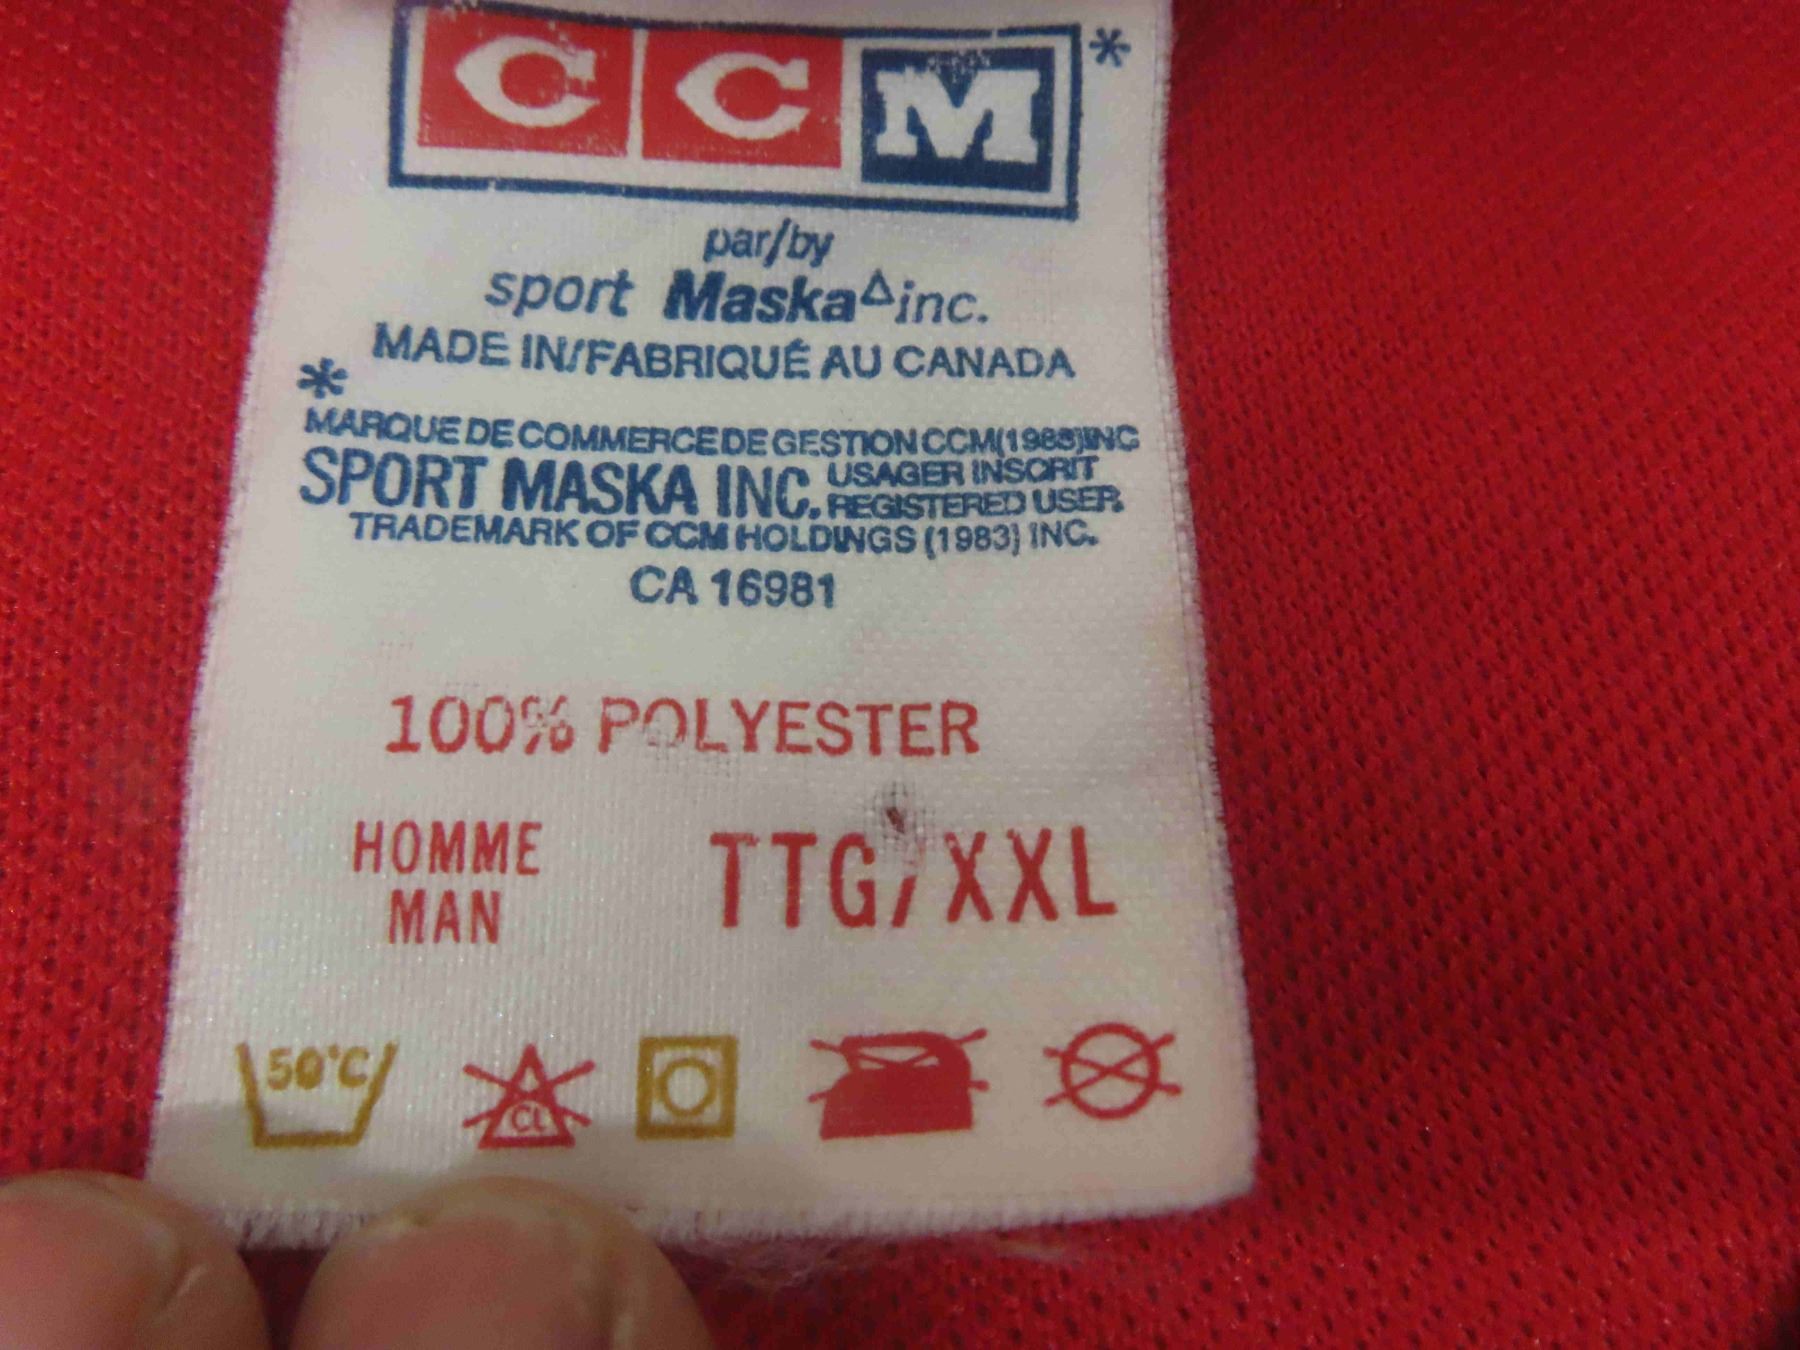 CCM*
par/by
sport Maska△inc.
MADE IN/FABRIQUÉ AU CANADA
*
MARQUE DE COMMERCE DE GESTION CCM(1983)INC
SPORT MASKA INC. USAGER INSCRIT
REGISTERED USER.
TRADEMARK OF CCM HOLDINGS (1983) INC.
CA 16981
100% POLYESTER
HOMME
MAN
TTG/XXL
50°C
CL